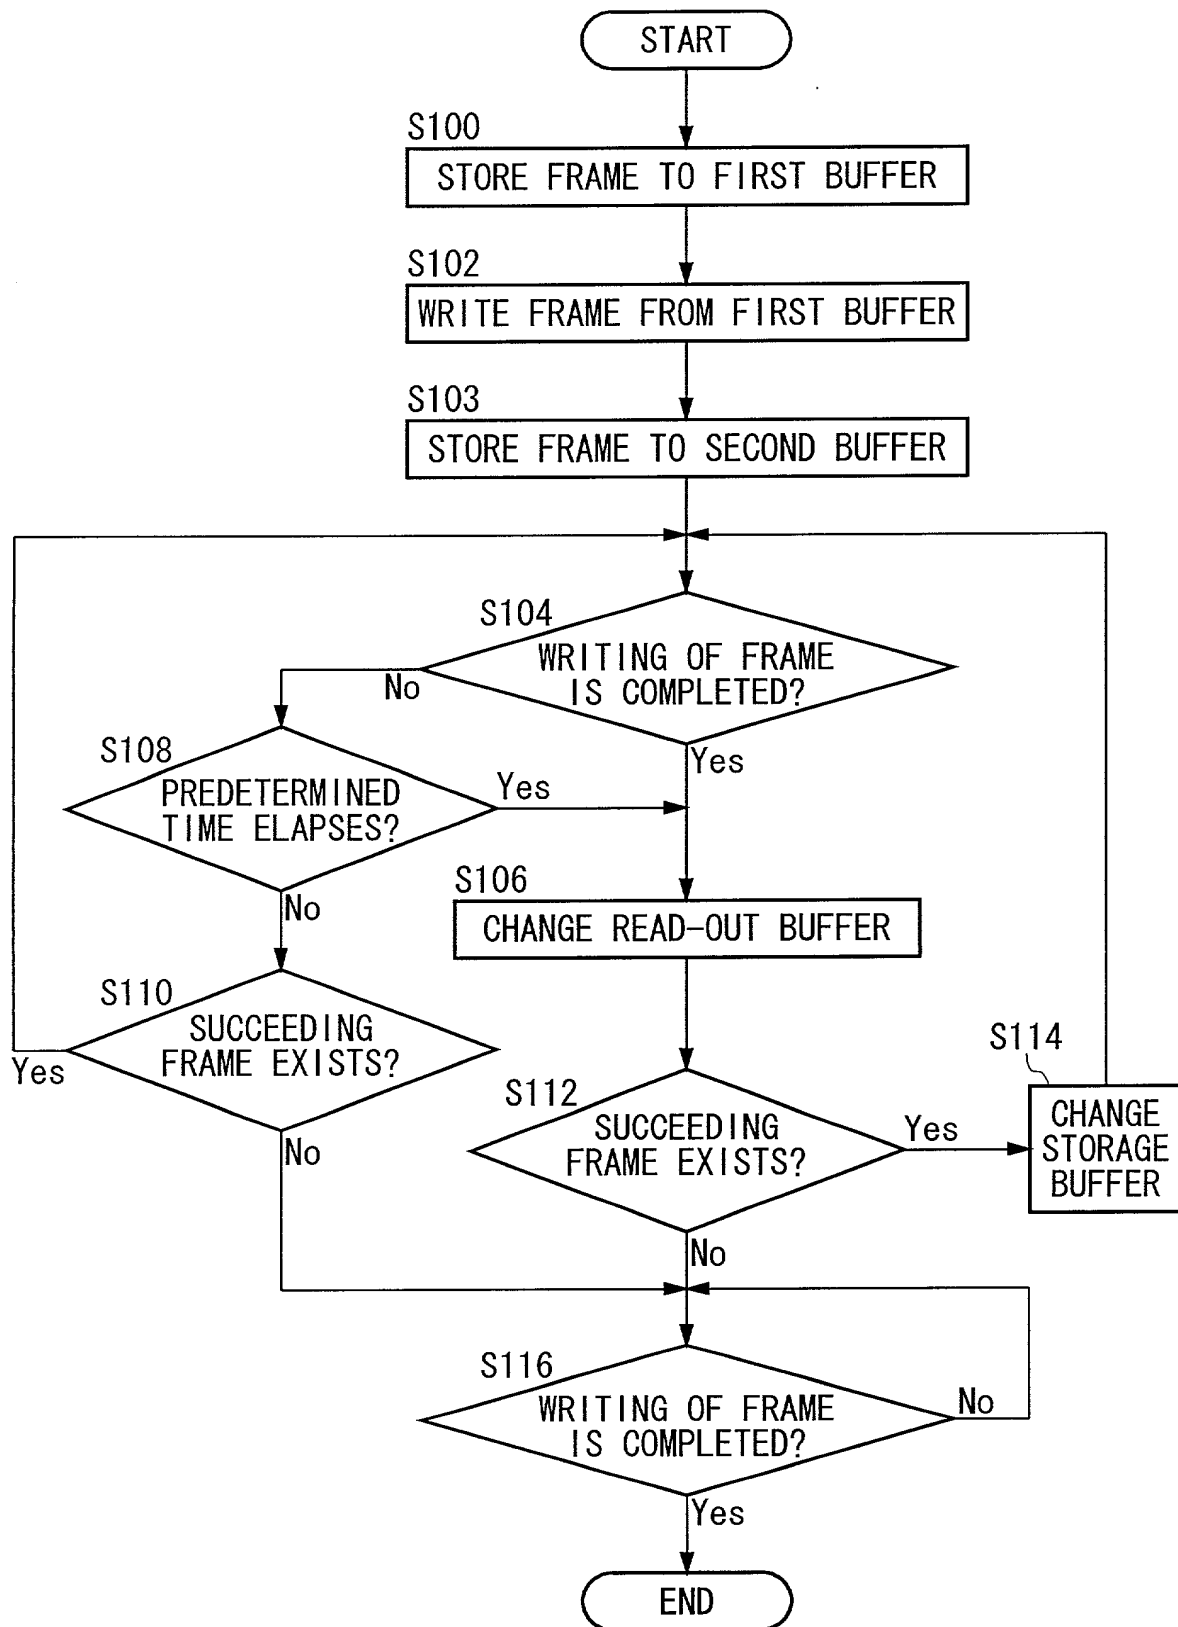 START
S100
STORE FRAME TO FIRST BUFFER
S102
WRITE FRAME FROM FIRST BUFFER
S103
STORE FRAME TO SECOND BUFFER
S104
WRITING OF FRAME
IS COMPLETED?
No
Yes
S108
PREDETERMINED
TIME ELAPSES?
Yes
No
S106
CHANGE READ-OUT BUFFER
S110
SUCCEEDING
FRAME EXISTS?
Yes
No
S112
SUCCEEDING
FRAME EXISTS?
Yes
No
S114
CHANGE
STORAGE
BUFFER
S116
WRITING OF FRAME
IS COMPLETED?
No
Yes
END